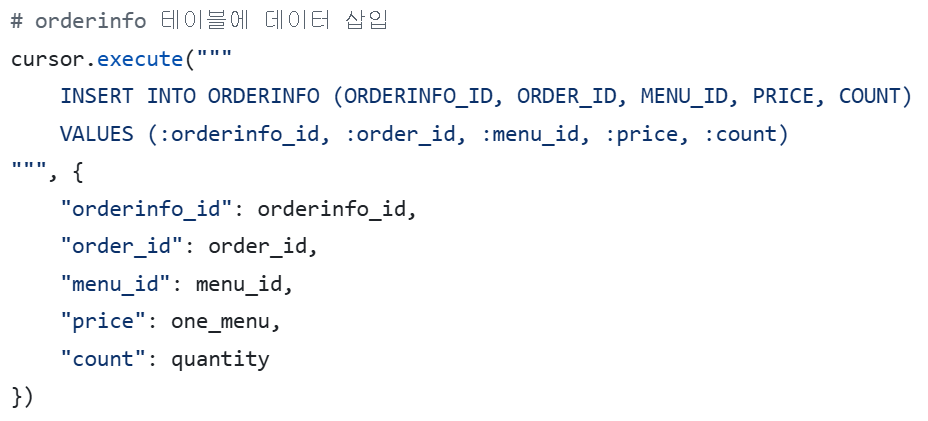 # orderinfo 테이블에 데이터 삽입
cursor.execute("""
    INSERT INTO ORDERINFO (ORDERINFO_ID, ORDER_ID, MENU_ID, PRICE, COUNT)
    VALUES (:orderinfo_id, :order_id, :menu_id, :price, :count)
""", {
    "orderinfo_id": orderinfo_id,
    "order_id": order_id,
    "menu_id": menu_id,
    "price": one_menu,
    "count": quantity
})